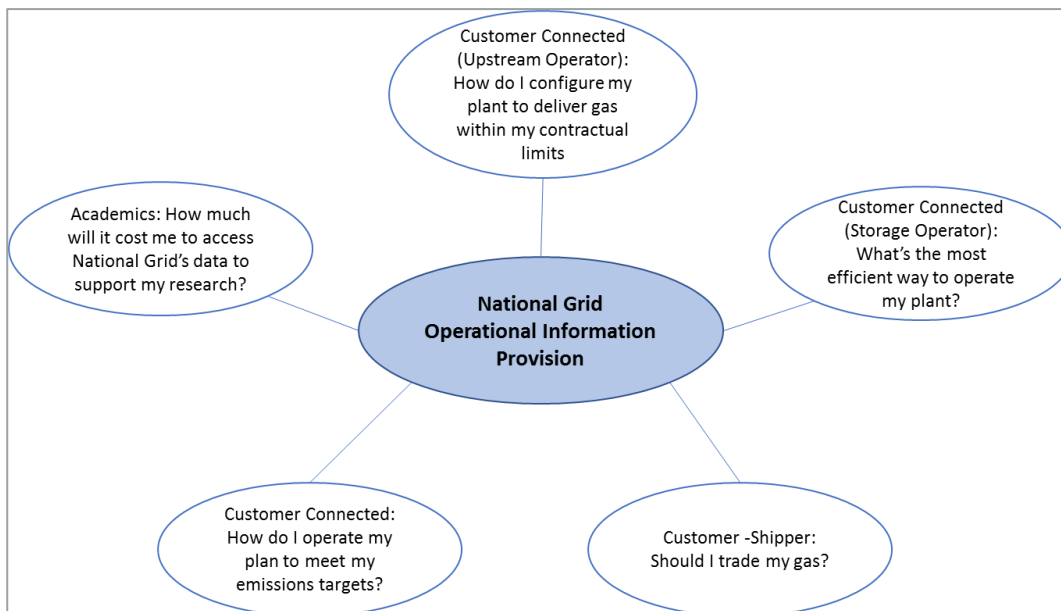 Customer Connected
(Upstream Operator):
How do I configure my
plant to deliver gas
within my contractual
limits
Academics: How much
will it cost me to access
National Grid's data to
support my research?
Customer Connected
(Storage Operator):
What's the most
efficient way to operate
my plant?
National Grid
Operational Information
Provision
Customer Connected:
How do I operate my
plan to meet my
emissions targets?
Customer -Shipper:
Should I trade my gas?